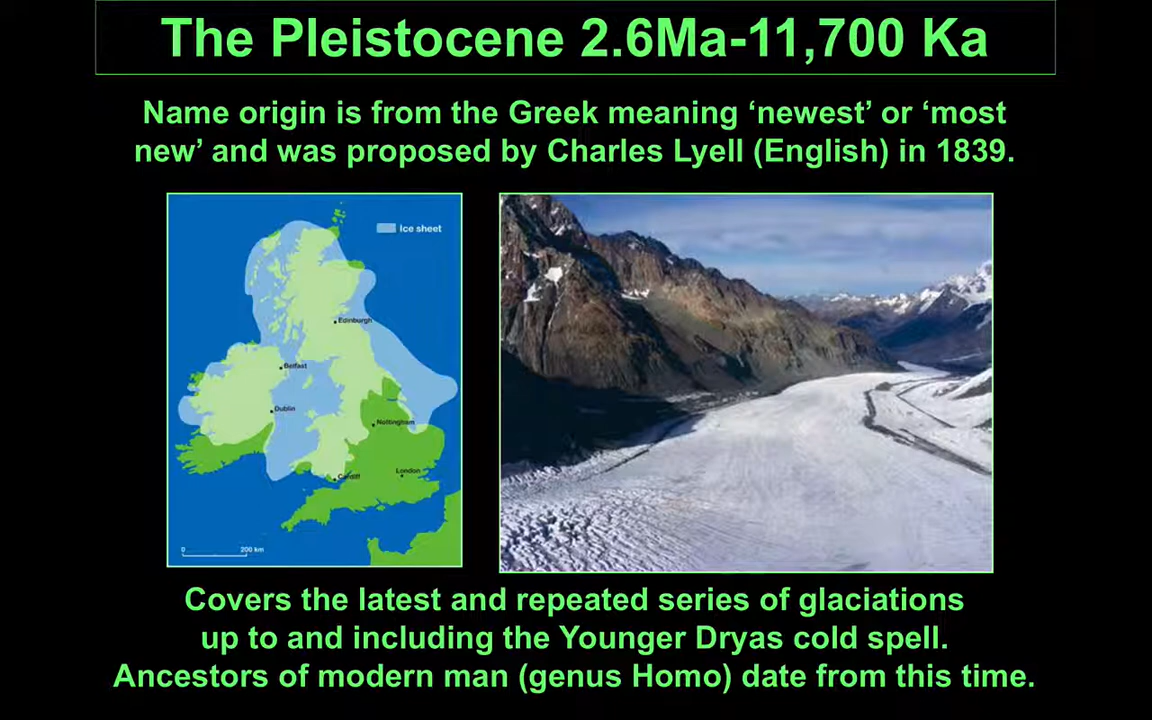 The Pleistocene 2.6Ma-11,700 Ka
Name origin is from the Greek meaning ‘newest’ or ‘most
new’ and was proposed by Charles Lyell (English) in 1839.
Ice sheet
Edinburgh
Belfast
Dublin
Nottingham
London
Cardiff
0 200 km
Covers the latest and repeated series of glaciations
up to and including the Younger Dryas cold spell.
Ancestors of modern man (genus Homo) date from this time.